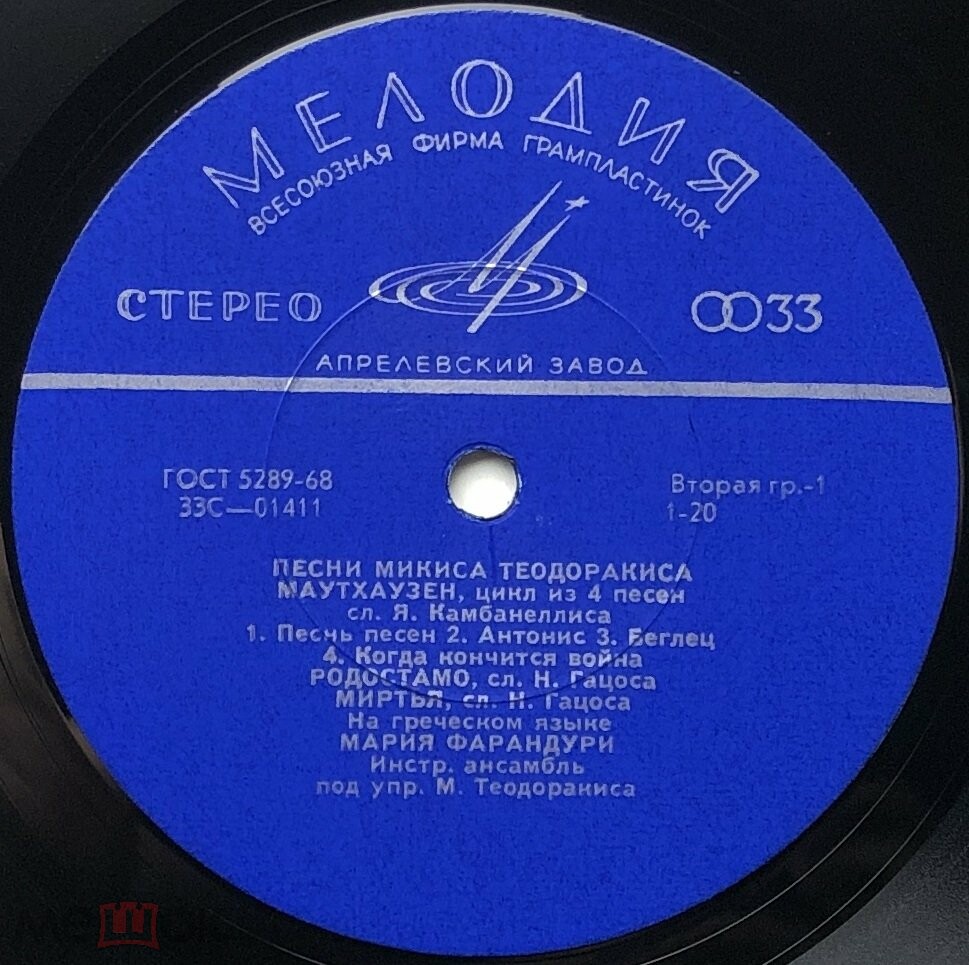 МЕЛОДИЯ
ВСЕСОЮЗНАЯ ФИРМА ГРАМПЛАСТИНОК
СТЕРЕО
33
АПРЕЛЕВСКИЙ ЗАВОД
ГОСТ 5289-68
33С—01411
Вторая гр.-1
1-20
ПЕСНИ МИКИСА ТЕОДОРАКИСА
МАУТХАУЗЕН, цикл из 4 песен
сл. Я. Камбанеллиса
1. Песнь песен 2. Антонис 3. Беглец
4. Когда кончится война
РОДОСТАМО, сл. Н. Гацоса
МИРТЬЯ, сл. Н. Гацоса
На греческом языке
МАРИЯ ФАРАНДУРИ
Инстр. ансамбль
под упр. М. Теодоракиса